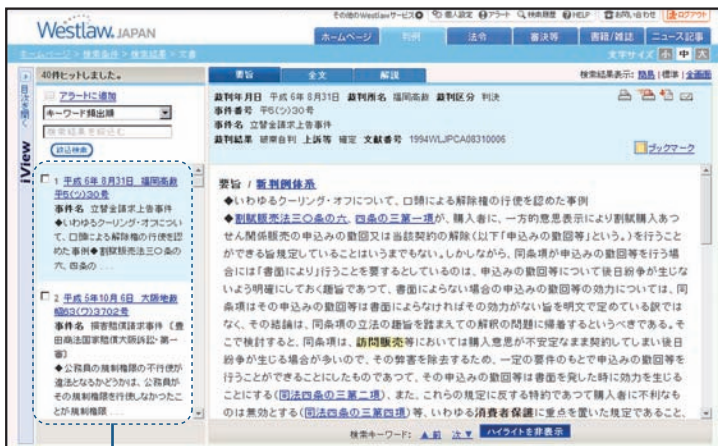 その他のWestlawサービス 個人設定 アラート 検索履歴 HELP お問い合わせ ログアウト
Westlaw JAPAN
ホームページ 判例 法令 審決等 書籍/雑誌 ニュース記事
ホームページ > 検索条件 > 検索結果 > 文書
文字サイズ 小 中 大
目次を開く
iView
40件ヒットしました。
アラートに追加
キーワード頻出順
検索結果を絞込む
絞込検索
1 平成 6年 8月31日 福岡高裁
平5(ツ)30号
事件名 立替金請求上告事件
◆いわゆるクーリング・オフについ
て、口頭による解除権の行使を認
めた事例◆割賦販売法三〇条の
六、四条の...
2 平成 5年10月 6日 大阪地裁
昭63(ワ)3702号
事件名 損害賠償請求事件 (豊
田商法国家賠償大阪訴訟・第一
審)
◆公務員の規制権限の不行使が
違法となるかどうかは、公務員が
その規制権限を行使しなかったこ
とが規制権限 ...
要旨 全文 解説
検索結果表示: 簡易 | 標準 | 全画面
裁判年月日 平成 6年 8月31日 裁判所名 福岡高裁 裁判区分 判決
事件番号 平5(ツ)30号
事件名 立替金請求上告事件
裁判結果 破棄自判 上訴等 確定 文献番号 1994WLJPCA08310006
ブックマーク
要旨 / 新判例体系
◆いわゆるクーリング・オフについて、口頭による解除権の行使を認めた事例
◆割賦販売法三〇条の六、四条の三第一項が、購入者に、一方的意思表示により割賦購入あっ
せん関係販売の申込みの撤回又は当該契約の解除(以下「申込みの撤回等」という。)を行うこと
ができる旨規定していることはいうまでもない。しかしながら、同条項が申込みの撤回等を行う場
合には「書面により」行うことを要するとしているのは、申込みの撤回等について後日紛争が生じな
いよう明確にしておく趣旨であって、書面によらない場合の申込みの撤回等の効力については、同
条項はその申込みの撤回等は書面によらなければその効力がない旨を明文で定めている訳では
なく、その結論は、同条項の立法の趣旨を踏まえての解釈の問題に帰着するというべきである。そ
こで検討すると、同条項は、訪問販売等においては購入意思が不安定なまま契約してしまい後日
紛争が生じる場合が多いので、その弊害を除去するため、一定の要件のもとで申込みの撤回等を
行うことができることにしたものであって、その申込みの撤回等は書面を発した時に効力を生じる
ことにする(同法四条の三第二項)、また、これらの規定に反する特約であって購入者に不利なも
のは無効とする(同法四条の三第四項)等、いわゆる消費者保護に重点を置いた規定であること、
検索キーワード: ▲前 次▼ ハイライトを非表示